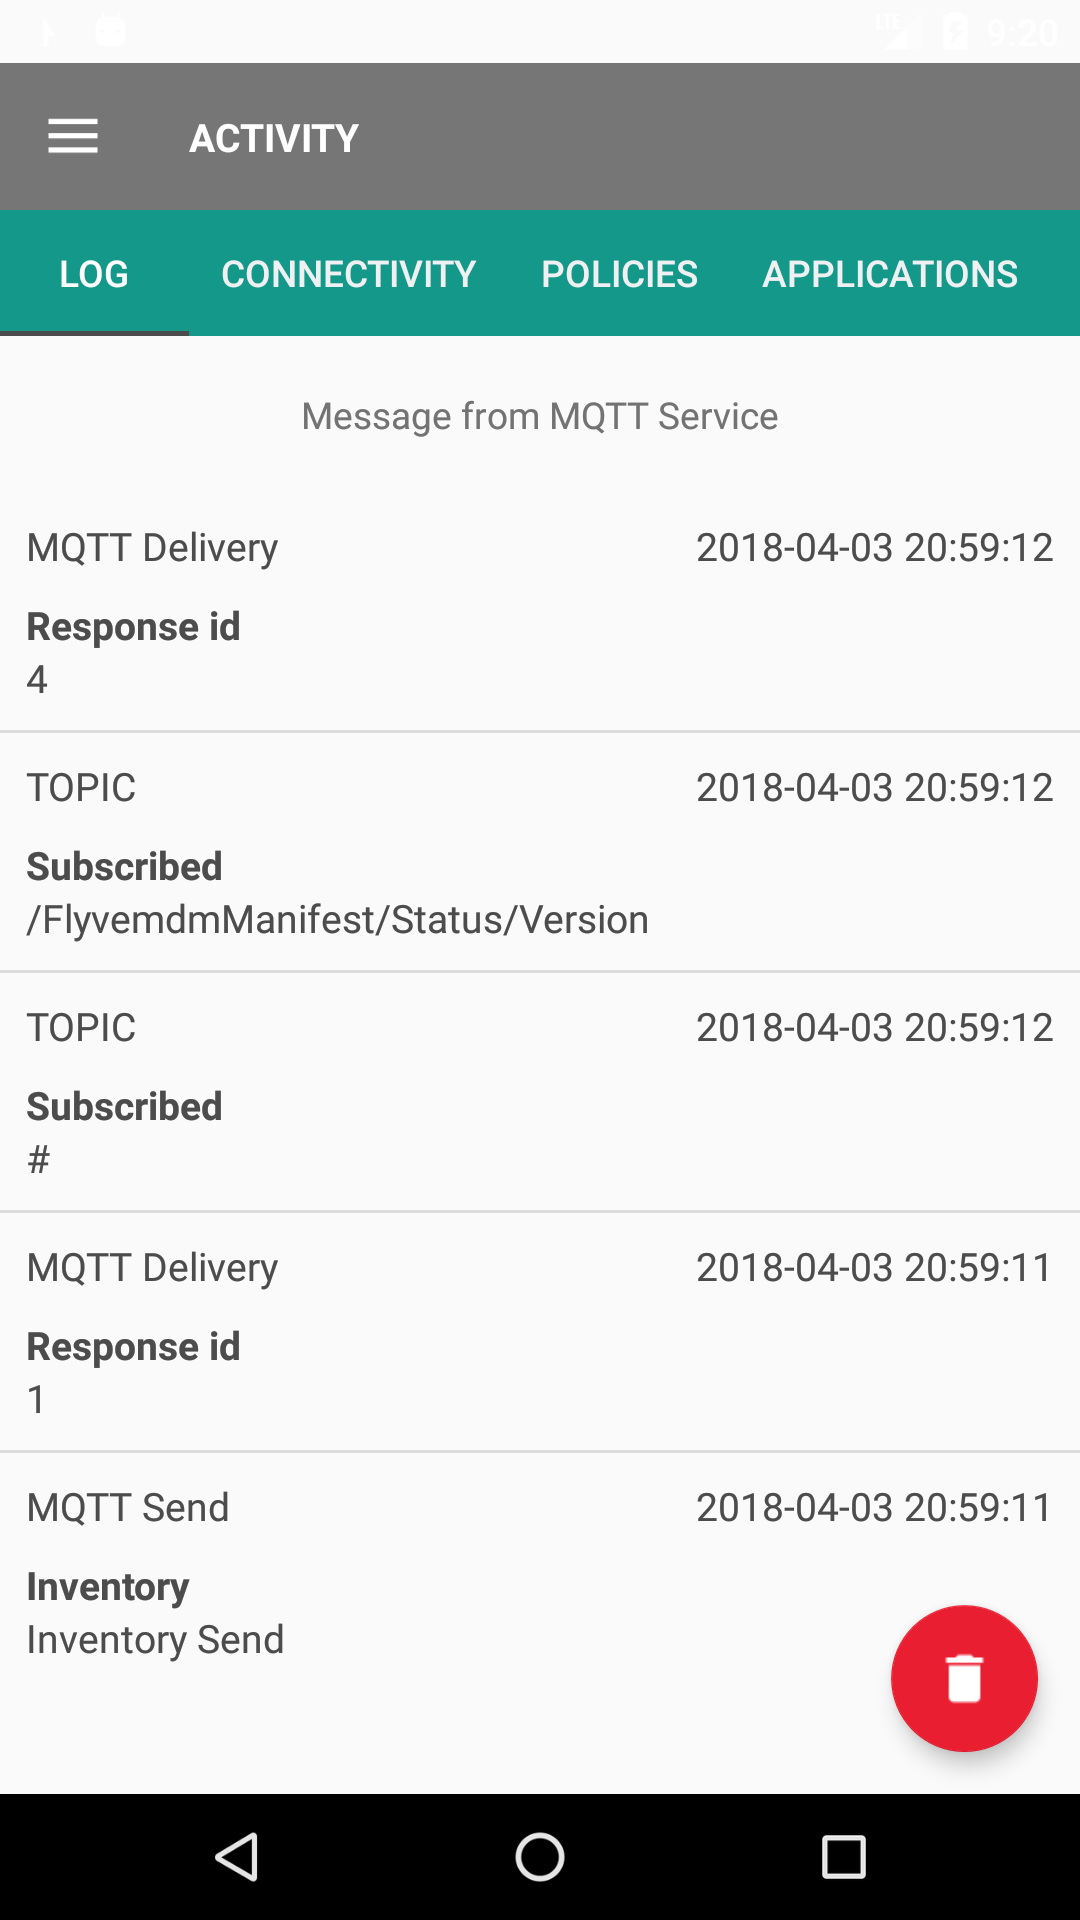 LTE 9:20
ACTIVITY
LOG CONNECTIVITY POLICIES APPLICATIONS
Message from MQTT Service
MQTT Delivery 2018-04-03 20:59:12
Response id
4
TOPIC 2018-04-03 20:59:12
Subscribed
/FlyvemdmManifest/Status/Version
TOPIC 2018-04-03 20:59:12
Subscribed
#
MQTT Delivery 2018-04-03 20:59:11
Response id
1
MQTT Send 2018-04-03 20:59:11
Inventory
Inventory Send